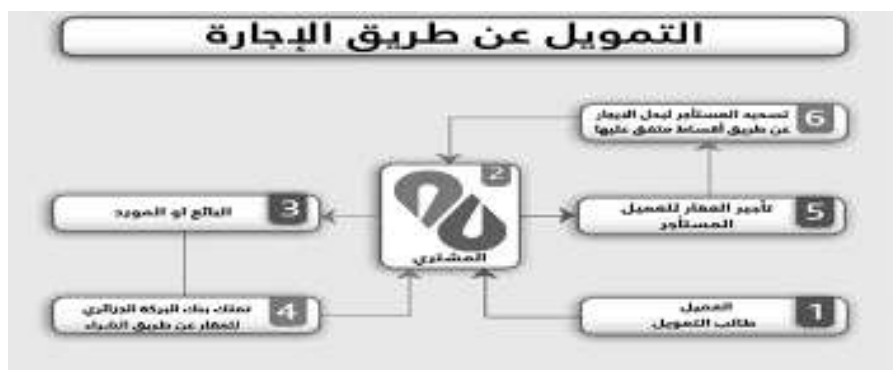 التمويل عن طريق الإجارة
6
تسديد المستأجر لبدل الايجار
عن طريق أقساط متفق عليها
2
المشتري
3
البائع او المورد
5
تأجير العقار للعميل
المستأجر
4
تملك بنك البركة الجزائري
للعقار عن طريق الشراء
1
العميل
طالب التمويل